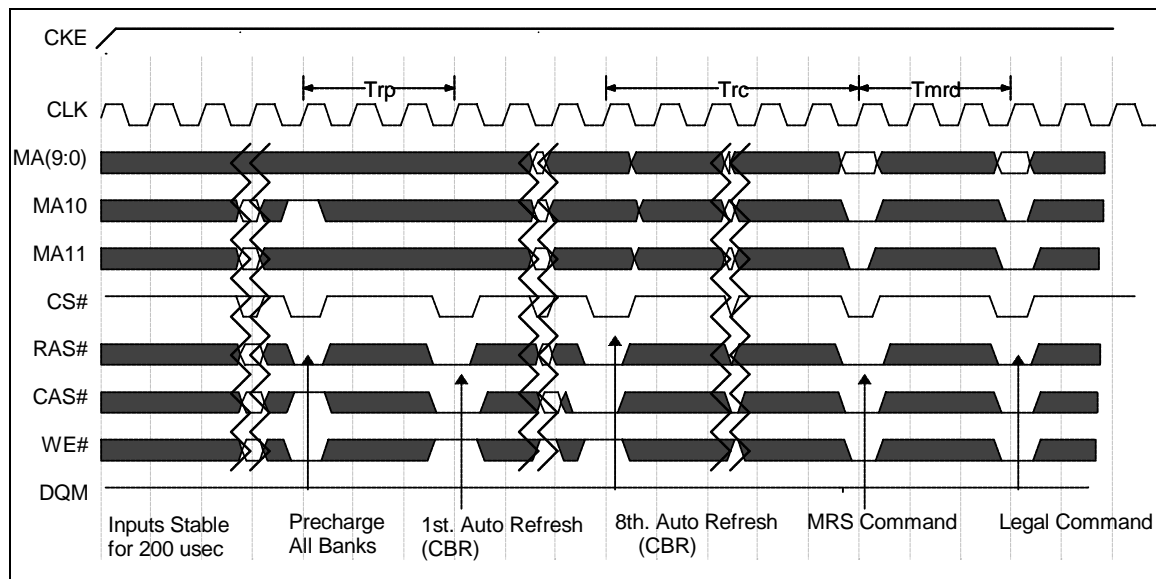 CKE
Trp
Trc
Tmrd
CLK
MA(9:0)
MA10
MA11
CS#
RAS#
CAS#
WE#
DQM
Inputs Stable
for 200 usec
Precharge
All Banks
1st. Auto Refresh
(CBR)
8th. Auto Refresh
(CBR)
MRS Command
Legal Command